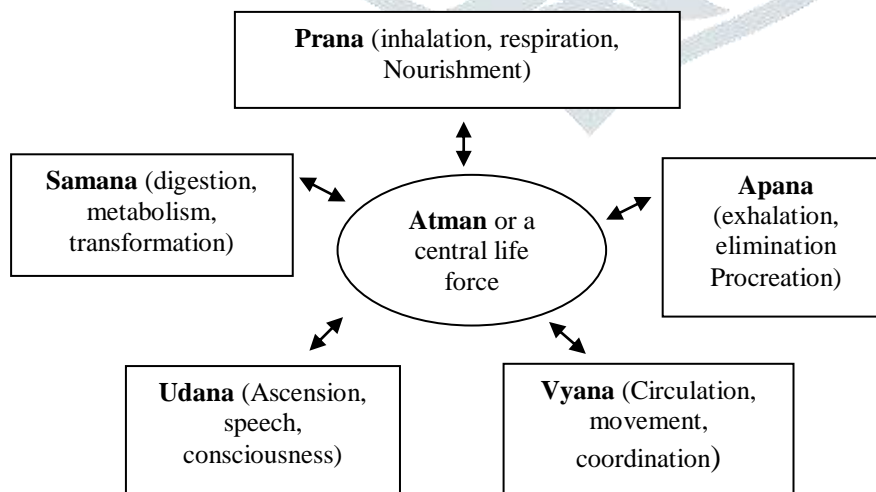 Prana (inhalation, respiration,
Nourishment)
Samana (digestion,
metabolism,
transformation)
Atman or a
central life
force
Apana
(exhalation,
elimination
Procreation)
Udana (Ascension,
speech,
consciousness)
Vyana (Circulation,
movement,
coordination)